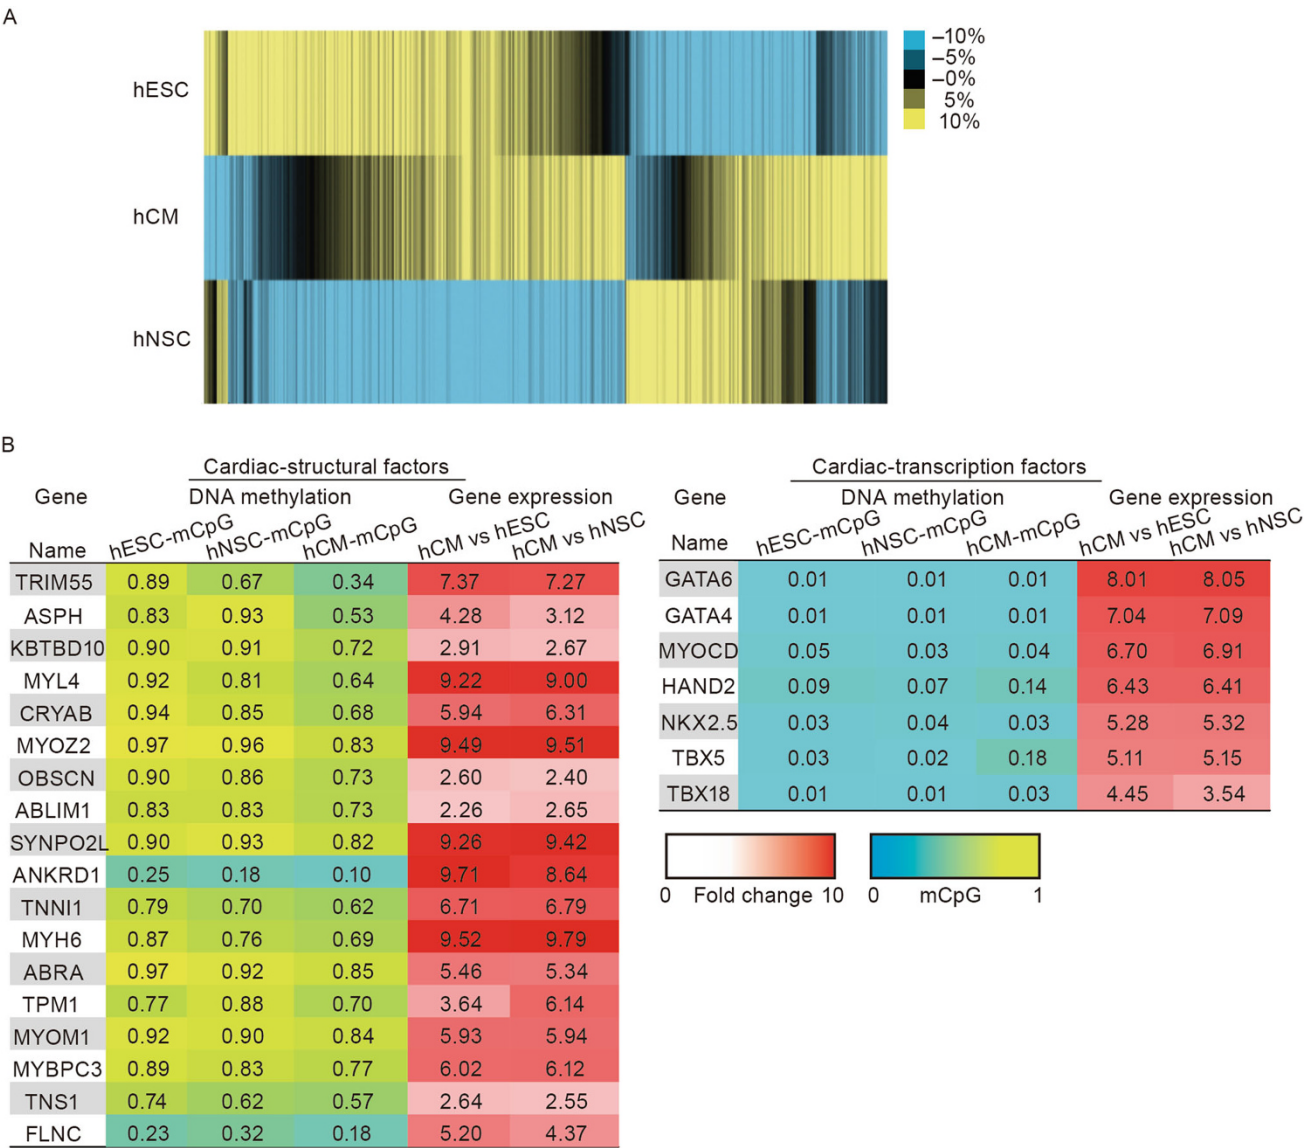 A
hESC
hCM
hNSC
–10%
–5%
–0%
5%
10%
B
Cardiac-structural factors
Gene DNA methylation Gene expression
Name hESC-mCpG hNSC-mCpG hCM-mCpG hCM vs hESC hCM vs hNSC
TRIM55 0.89 0.67 0.34 7.37 7.27
ASPH 0.83 0.93 0.53 4.28 3.12
KBTBD10 0.90 0.91 0.72 2.91 2.67
MYL4 0.92 0.81 0.64 9.22 9.00
CRYAB 0.94 0.85 0.68 5.94 6.31
MYOZ2 0.97 0.96 0.83 9.49 9.51
OBSCN 0.90 0.86 0.73 2.60 2.40
ABLIM1 0.83 0.83 0.73 2.26 2.65
SYNPO2L 0.90 0.93 0.82 9.26 9.42
ANKRD1 0.25 0.18 0.10 9.71 8.64
TNNI1 0.79 0.70 0.62 6.71 6.79
MYH6 0.87 0.76 0.69 9.52 9.79
ABRA 0.97 0.92 0.85 5.46 5.34
TPM1 0.77 0.88 0.70 3.64 6.14
MYOM1 0.92 0.90 0.84 5.93 5.94
MYBPC3 0.89 0.83 0.77 6.02 6.12
TNS1 0.74 0.62 0.57 2.64 2.55
FLNC 0.23 0.32 0.18 5.20 4.37
Cardiac-transcription factors
Gene DNA methylation Gene expression
Name hESC-mCpG hNSC-mCpG hCM-mCpG hCM vs hESC hCM vs hNSC
GATA6 0.01 0.01 0.01 8.01 8.05
GATA4 0.01 0.01 0.01 7.04 7.09
MYOCD 0.05 0.03 0.04 6.70 6.91
HAND2 0.09 0.07 0.14 6.43 6.41
NKX2.5 0.03 0.04 0.03 5.28 5.32
TBX5 0.03 0.02 0.18 5.11 5.15
TBX18 0.01 0.01 0.03 4.45 3.54
0 Fold change 10
0 mCpG 1